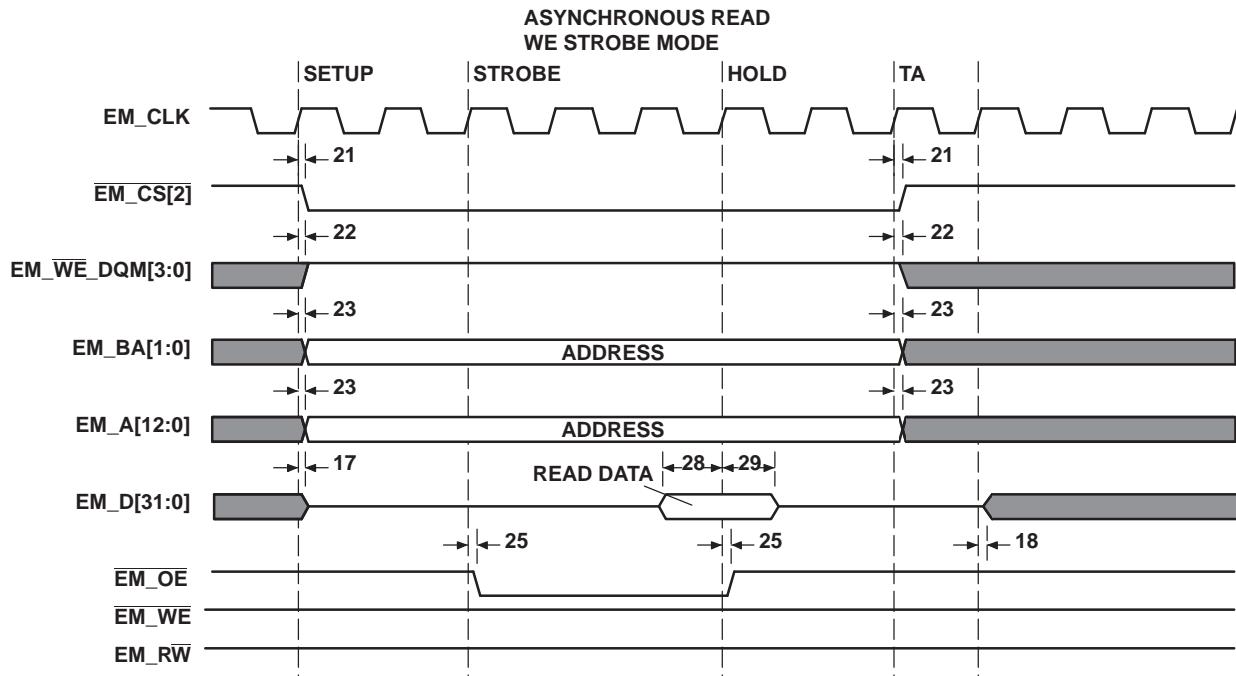 ASYNCHRONOUS READ
WE STROBE MODE
SETUP STROBE HOLD TA
EM_CLK
21 21
EM_CS[2]
22 22
EM_WE_DQM[3:0]
23 23
EM_BA[1:0] ADDRESS
23 23
EM_A[12:0] ADDRESS
17 28 29
READ DATA
EM_D[31:0]
25 25 18
EM_OE
EM_WE
EM_RW